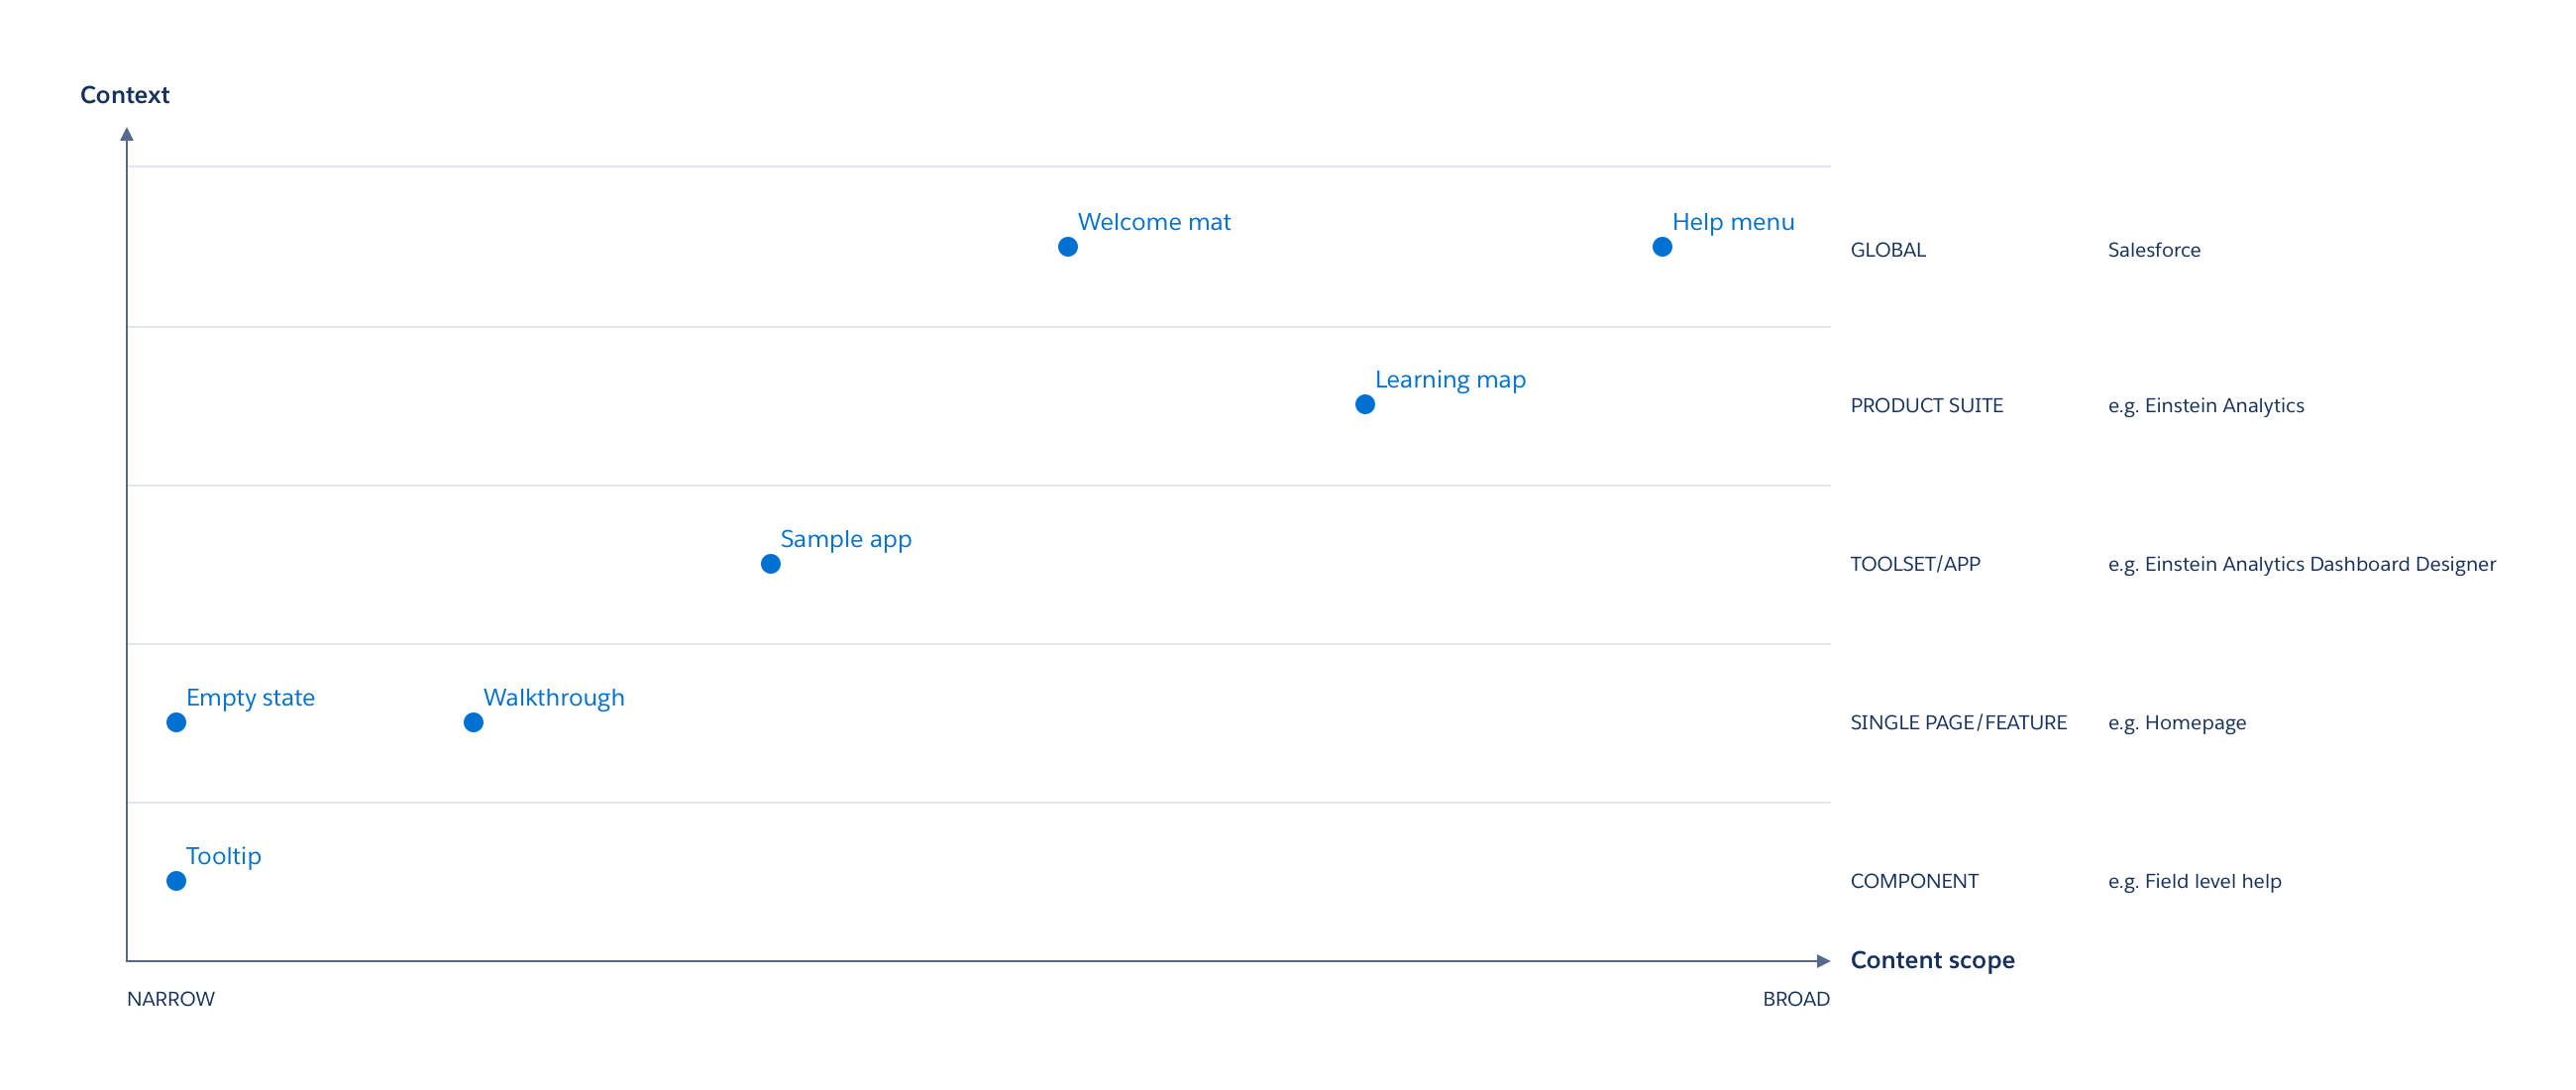 Context
Welcome mat
Help menu
GLOBAL
Salesforce
Learning map
PRODUCT SUITE
e.g. Einstein Analytics
Sample app
TOOLSET/APP
e.g. Einstein Analytics Dashboard Designer
Empty state
Walkthrough
SINGLE PAGE/FEATURE
e.g. Homepage
Tooltip
COMPONENT
e.g. Field level help
Content scope
NARROW
BROAD